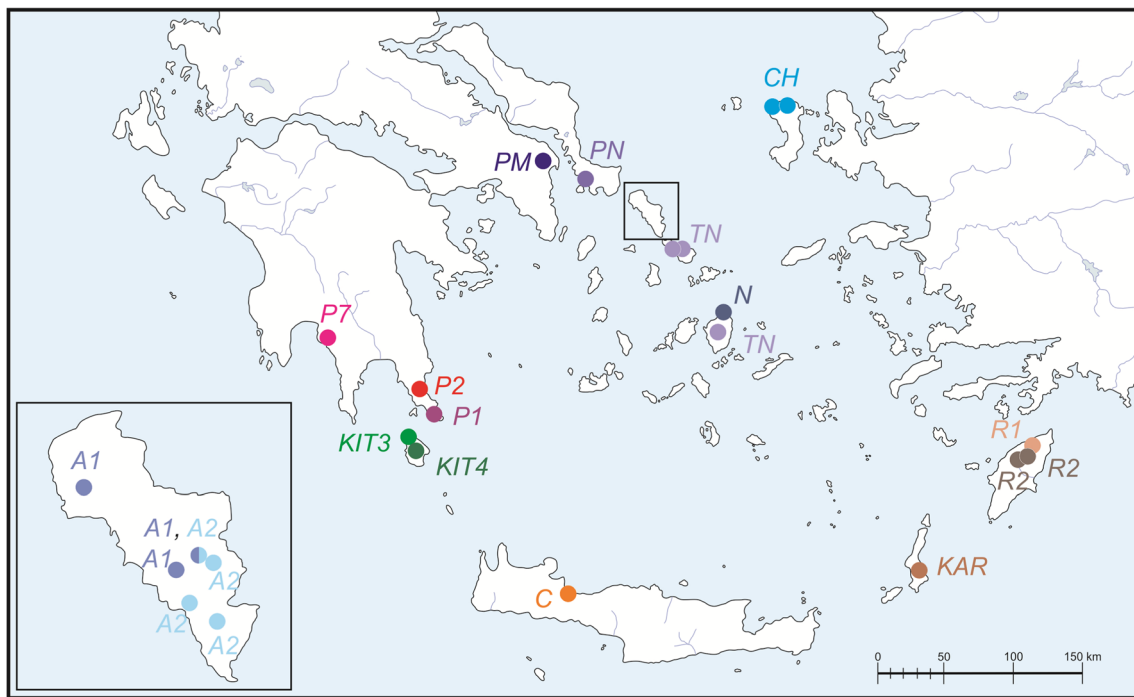 CH
PM
PN
TN
N
TN
P7
P2
P1
KIT3
KIT4
R1
R2
R2
KAR
C
A1
A1, A2
A1
A2
A2
A2
0 50 100 150 km